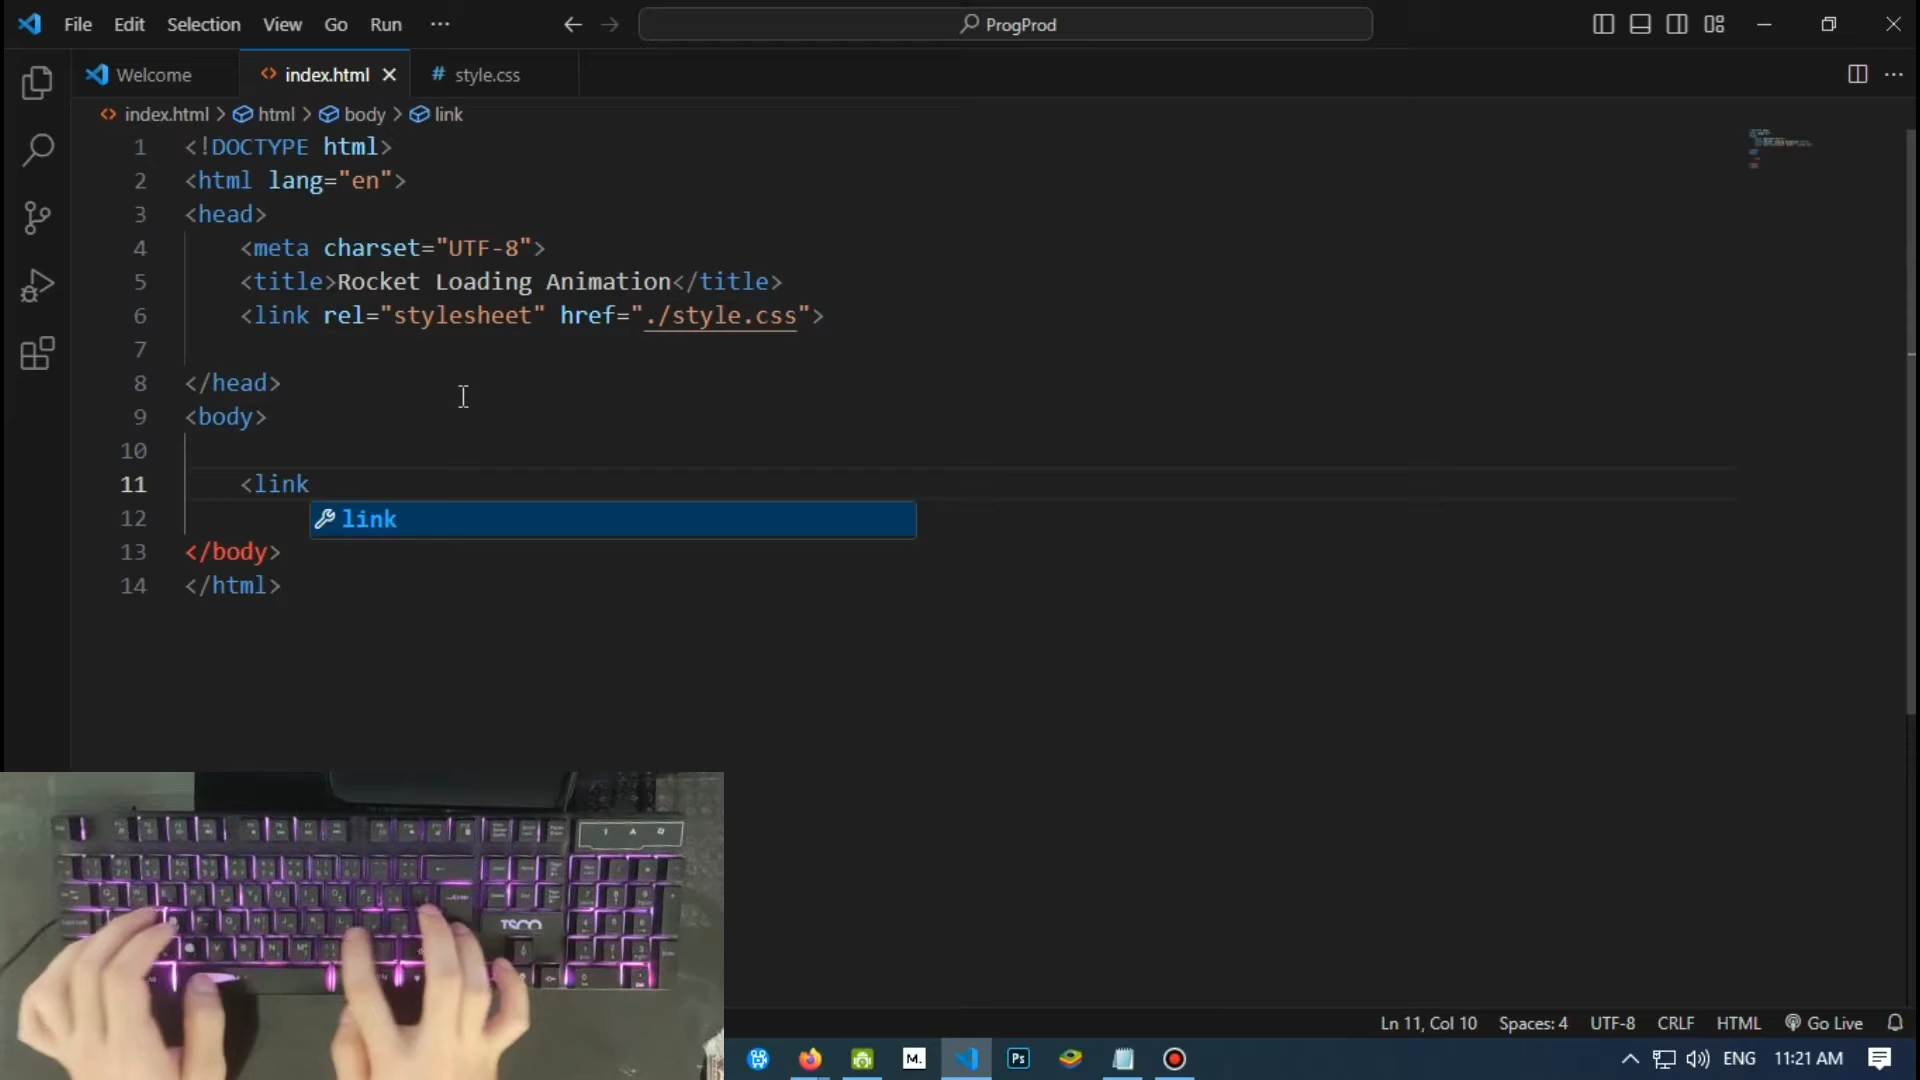 File Edit Selection View Go Run ··· ProgProd
Welcome index.html style.css
index.html > html > body > link
1 <!DOCTYPE html>
2 <html lang="en">
3 <head>
4 <meta charset="UTF-8">
5 <title>Rocket Loading Animation</title>
6 <link rel="stylesheet" href="./style.css">
7
8 </head>
9 <body>
10
11 <link
link
12
13 </body>
14 </html>
TSCO
Ln 11, Col 10 Spaces: 4 UTF-8 CRLF HTML Go Live
M. Ps ENG 11:21 AM